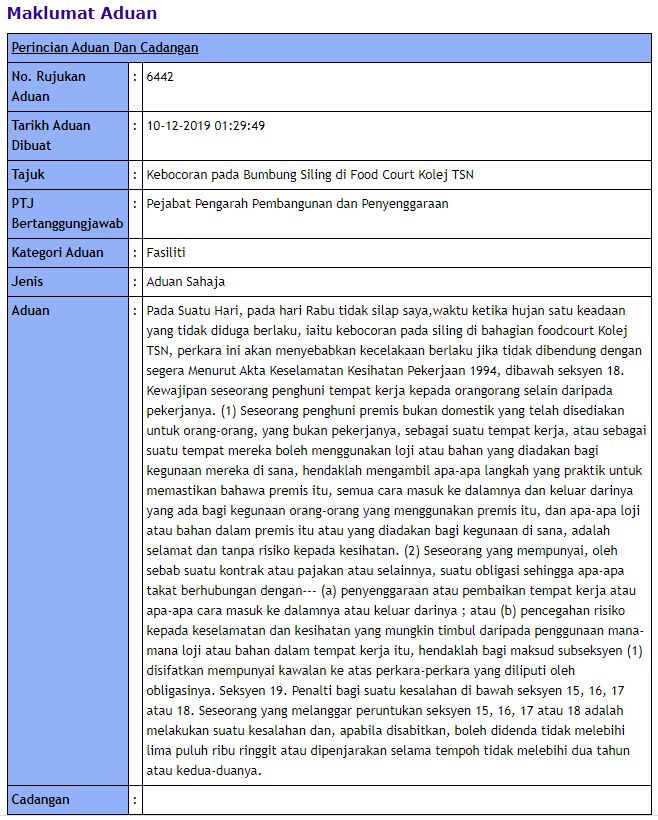 Maklumat Aduan
Perincian Aduan Dan Cadangan
No. Rujukan
Aduan
:
6442
Tarikh Aduan
Dibuat
:
10-12-2019 01:29:49
Tajuk
:
Kebocoran pada Bumbung Siling di Food Court Kolej TSN
PTJ
Bertanggungjawab
:
Pejabat Pengarah Pembangunan dan Penyenggaraan
Kategori Aduan
:
Fasiliti
Jenis
:
Aduan Sahaja
Aduan
:
Pada Suatu Hari, pada hari Rabu tidak silap saya,waktu ketika hujan satu keadaan
yang tidak diduga berlaku, iaitu kebocoran pada siling di bahagian foodcourt Kolej
TSN, perkara ini akan menyebabkan kecelakaan berlaku jika tidak dibendung dengan
segera Menurut Akta Keselamatan Kesihatan Pekerjaan 1994, dibawah seksyen 18.
Kewajipan seseorang penghuni tempat kerja kepada orangorang selain daripada
pekerjanya. (1) Seseorang penghuni premis bukan domestik yang telah disediakan
untuk orang-orang, yang bukan pekerjanya, sebagai suatu tempat kerja, atau sebagai
suatu tempat mereka boleh menggunakan loji atau bahan yang diadakan bagi
kegunaan mereka di sana, hendaklah mengambil apa-apa langkah yang praktik untuk
memastikan bahawa premis itu, semua cara masuk ke dalamnya dan keluar darinya
yang ada bagi kegunaan orang-orang yang menggunakan premis itu, dan apa-apa loji
atau bahan dalam premis itu atau yang diadakan bagi kegunaan di sana, adalah
selamat dan tanpa risiko kepada kesihatan. (2) Seseorang yang mempunyai, oleh
sebab suatu kontrak atau pajakan atau selainnya, suatu obligasi sehingga apa-apa
takat berhubungan dengan--- (a) penyenggaraan atau pembaikan tempat kerja atau
apa-apa cara masuk ke dalamnya atau keluar darinya ; atau (b) pencegahan risiko
kepada keselamatan dan kesihatan yang mungkin timbul daripada penggunaan mana-
mana loji atau bahan dalam tempat kerja itu, hendaklah bagi maksud subseksyen (1)
disifatkan mempunyai kawalan ke atas perkara-perkara yang diliputi oleh
obligasinya. Seksyen 19. Penalti bagi suatu kesalahan di bawah seksyen 15, 16, 17
atau 18. Seseorang yang melanggar peruntukan seksyen 15, 16, 17 atau 18 adalah
melakukan suatu kesalahan dan, apabila disabitkan, boleh didenda tidak melebihi
lima puluh ribu ringgit atau dipenjarakan selama tempoh tidak melebihi dua tahun
atau kedua-duanya.
Cadangan
: